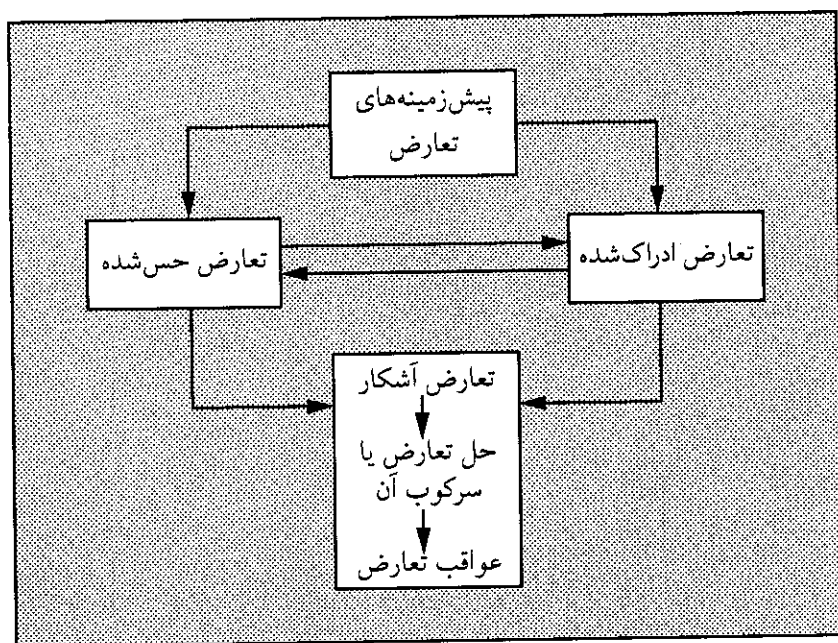 پیش‌زمینه‌های
تعارض
تعارض ادراک‌شده
تعارض حس‌شده
تعارض آشکار
حل تعارض یا
سرکوب آن
عواقب تعارض